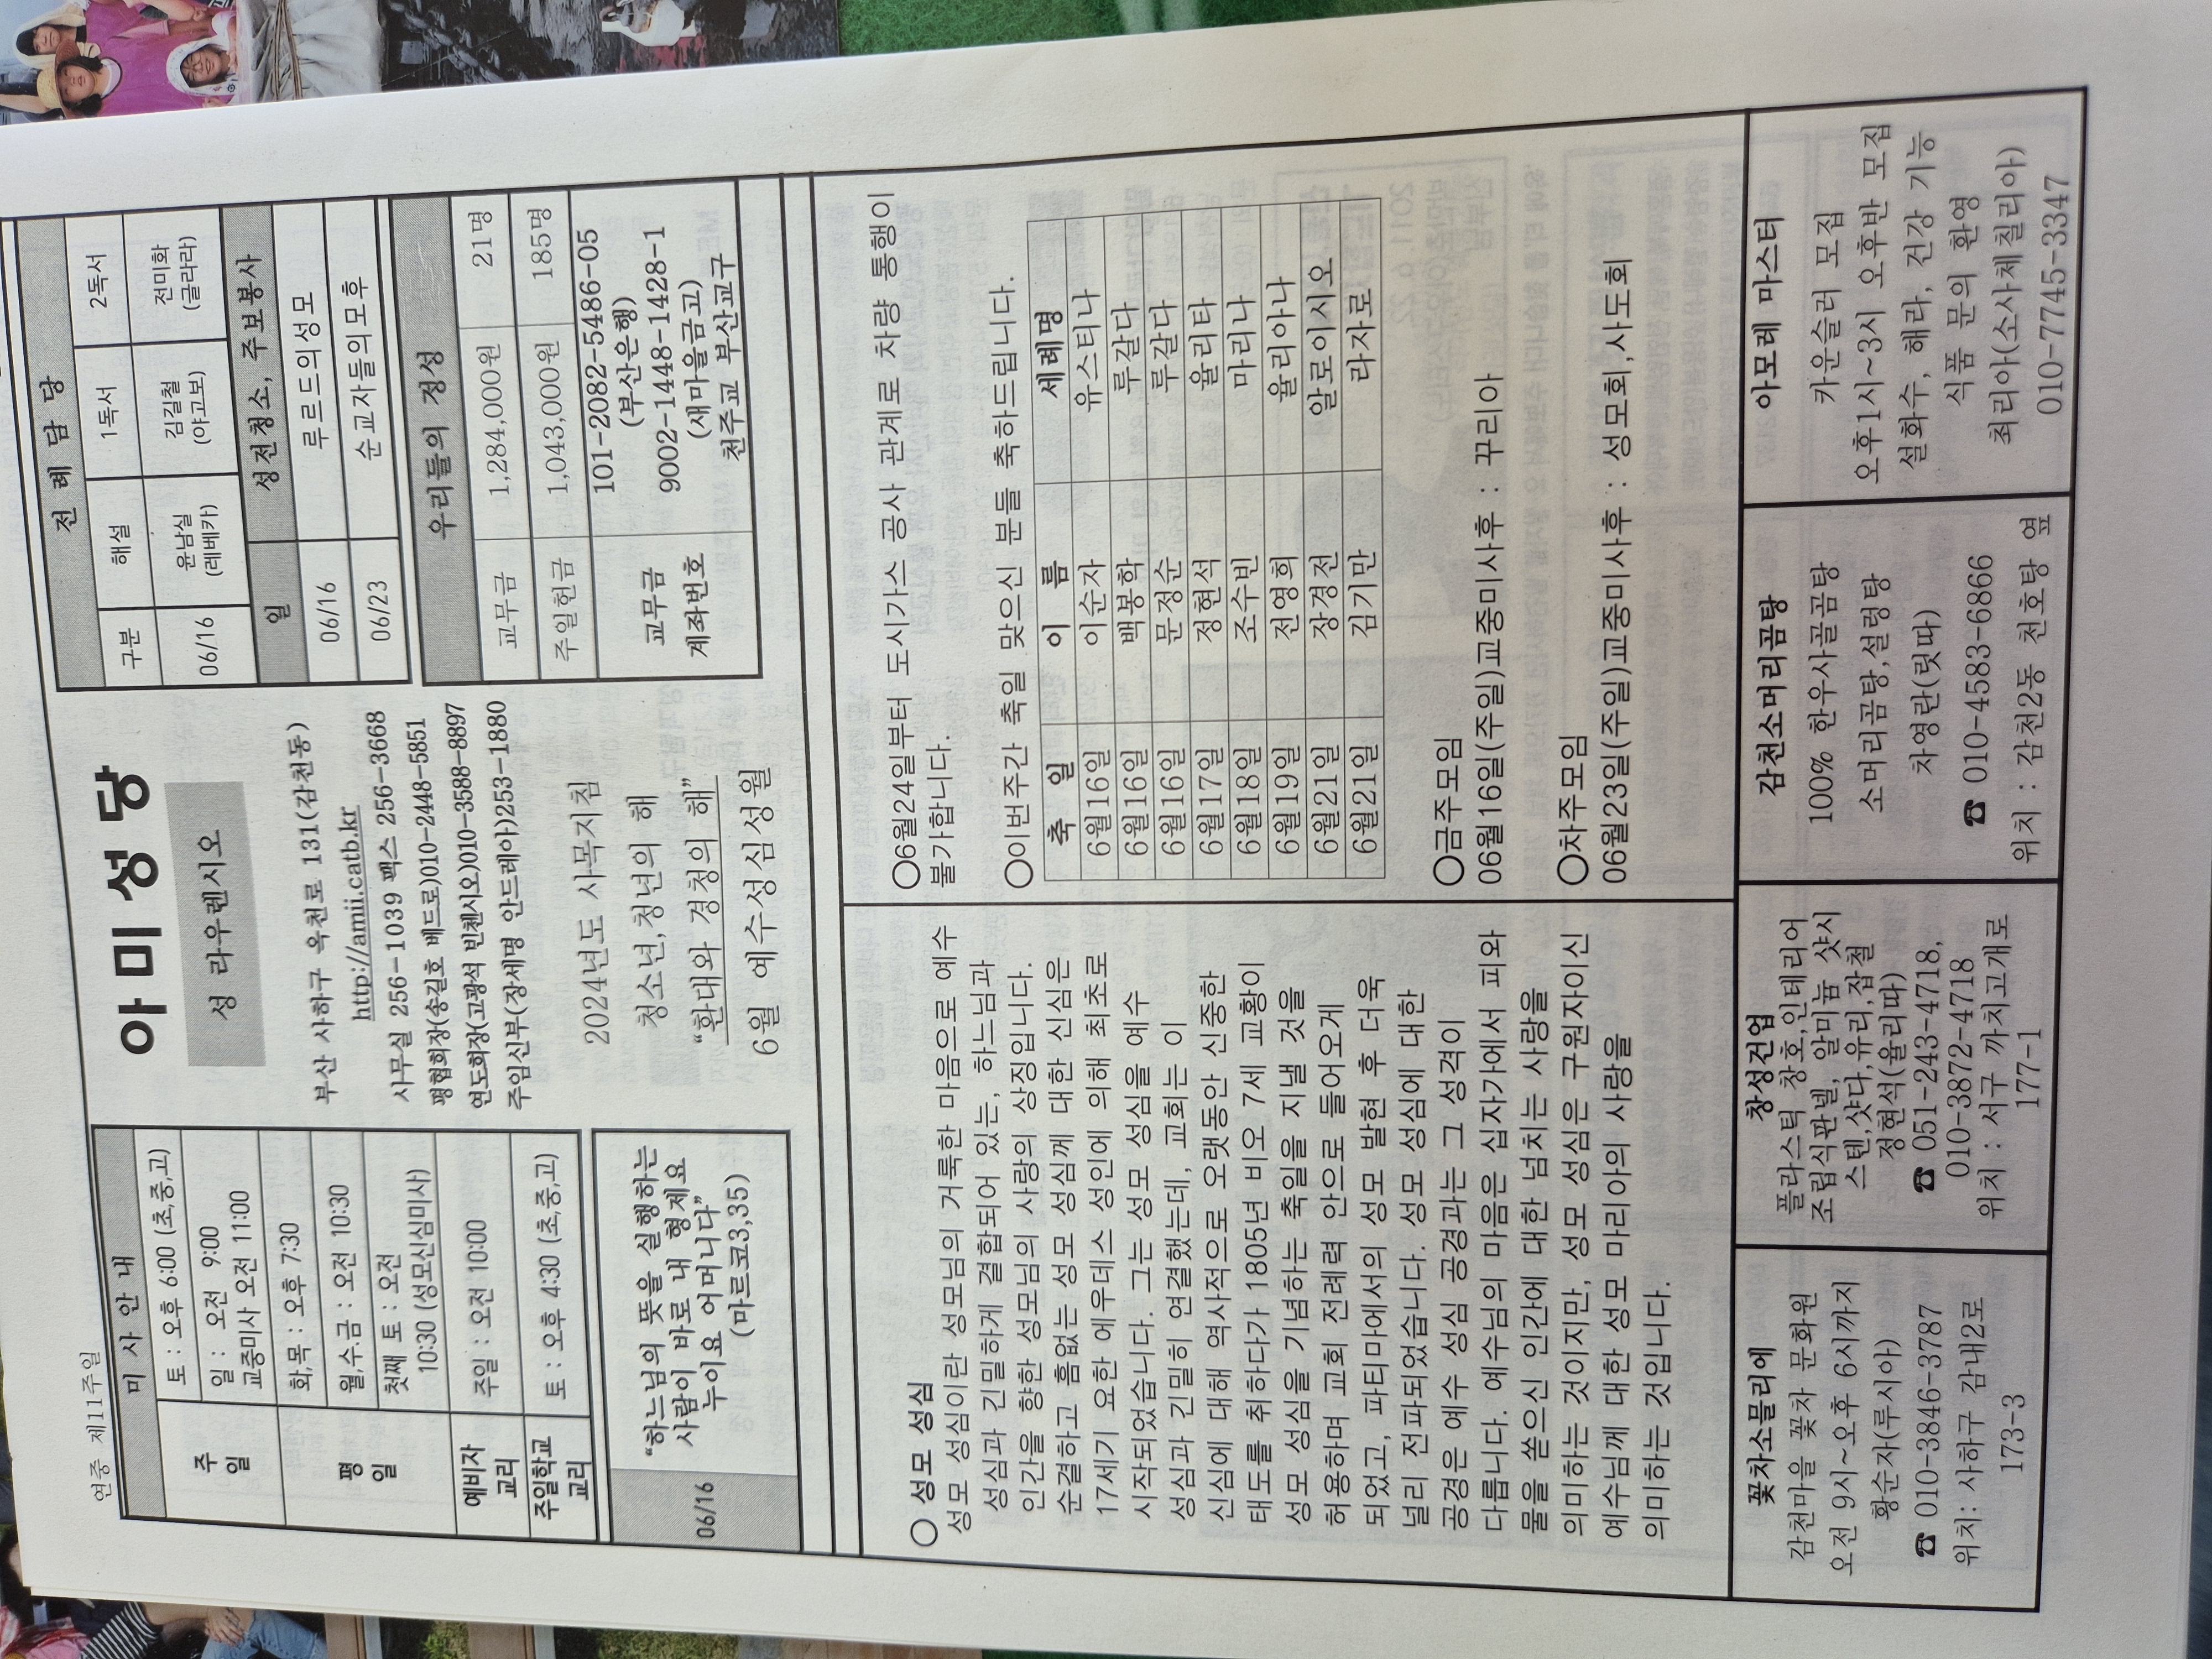 연중 제11주일
미 사 안 내
주일
토 : 오후 6:00 (초,중,고)
일 : 오전 9:00
교중미사 오전 11:00
평일
화,목 : 오후 7:30
월,수,금 : 오전 10:30
첫째 토 : 오전
10:30 (성모신심미사)
예비자
교리
주일 : 오전 10:00
주일학교
교리
토 : 오후 4:30 (초,중,고)
06/16
“하느님의 뜻을 실행하는
사람이 바로 내 형제요
누이요 어머니다”
(마르코3,35)
아 미 성 당
성 라우렌시오
부산 사하구 옥천로 131(감천동)
http://amii.catb.kr
사무실 256-1039 팩스 256-3668
평협회장(송길호 베드로)010-2448-5851
연도회장(고광석 빈첸시오)010-3588-8897
주임신부(장세명 안드레아)253-1880
2024년도 사목지침
청소년,청년의 해
“환대와 경청의 해”
6월 예수성심성월
전 례 담 당
구분 해설 1독서 2독서
06/16 윤남실 김길철 전미화
(레베카) (야고보) (글라라)
일 성전청소, 주보봉사
06/16 루르드의성모
06/23 순교자들의모후
우리들의 정성
교무금 1,284,000원 21명
주일헌금 1,043,000원 185명
교무금
계좌번호
101-2082-5486-05
(부산은행)
9002-1448-1428-1
(새마을금고)
천주교 부산교구
○ 성모 성심
성모 성심이란 성모님의 거룩한 마음으로 예수
성심과 긴밀하게 결합되어 있는, 하느님과
인간을 향한 성모님의 사랑의 상징입니다.
순결하고 흠없는 성모 성심께 대한 신심은
17세기 요한 에우데스 성인에 의해 최초로
시작되었습니다. 그는 성모 성심을 예수
성심과 긴밀히 연결했는데, 교회는 이
신심에 대해 역사적으로 오랫동안 신중한
태도를 취하다가 1805년 비오 7세 교황이
성모 성심을 기념하는 축일을 지낼 것을
허용하며 교회 전례력 안으로 들어오게
되었고, 파티마에서의 성모 발현 후 더욱
널리 전파되었습니다. 성모 성심에 대한
공경은 예수 성심 공경과는 그 성격이
다릅니다. 예수님의 마음은 십자가에서 피와
물을 쏟으신 인간에 대한 넘치는 사랑을
의미하는 것이지만, 성모 성심은 구원자이신
예수님께 대한 성모 마리아의 사랑을
의미하는 것입니다.
○6월24일부터 도시가스 공사 관계로 차량 통행이
불가합니다.
○이번주간 축일 맞으신 분들 축하드립니다.
축 일 이 름 세례명
6월16일 이순자 유스티나
6월16일 백봉학 루갈다
6월16일 문정순 루갈다
6월17일 정현석 율리타
6월18일 조수빈 마리나
6월19일 전영희 율리아나
6월21일 장경전 알로이시오
6월21일 김기만 라자로
○금주모임
06월16일(주일)교중미사후 : 꾸리아
○차주모임
06월23일(주일)교중미사후 : 성모회,사도회
꽃차소믈리에
감천마을 꽃차 문화원
오전 9시~오후 6시까지
황순자(루시아)
☎ 010-3846-3787
위치: 사하구 감내2로
173-3
창성건업
플라스틱 창호,인테리어
조립식판넬, 알미늄 샷시
스텐,샷다,유리,잡철
정현석(율리따)
☎ 051-243-4718,
010-3872-4718
위치 : 서구 까치고개로
177-1
감천소머리곰탕
100% 한우사골곰탕
소머리곰탕,설렁탕
차영란(릿따)
☎ 010-4583-6866
위치 : 감천2동 천호탕 옆
아모레 마스터
카운슬러 모집
오후1시~3시 오후반 모집
설화수, 헤라, 건강 기능
식품 문의 환영
최리아(소사체칠리아)
010-7745-3347